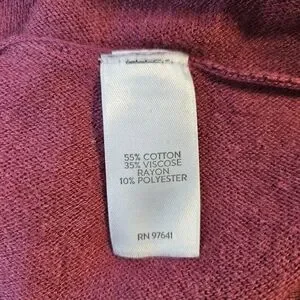 55% COTTON
35% VISCOSE
RAYON
10% POLYESTER
RN 97641